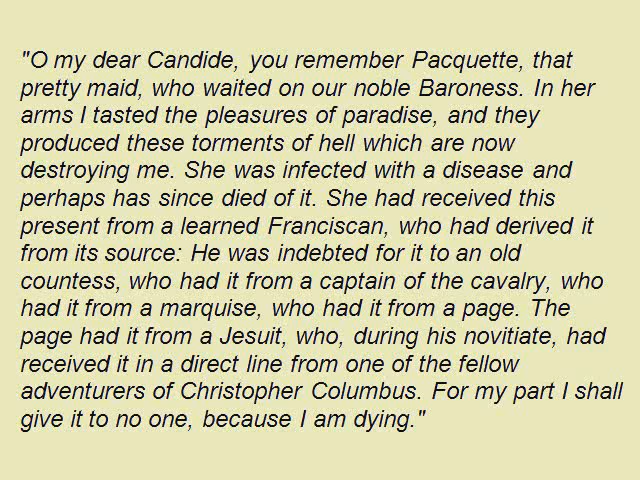 "O my dear Candide, you remember Pacquette, that
pretty maid, who waited on our noble Baroness. In her
arms I tasted the pleasures of paradise, and they
produced these torments of hell which are now
destroying me. She was infected with a disease and
perhaps has since died of it. She had received this
present from a learned Franciscan, who had derived it
from its source: He was indebted for it to an old
countess, who had it from a captain of the cavalry, who
had it from a marquise, who had it from a page. The
page had it from a Jesuit, who, during his novitiate, had
received it in a direct line from one of the fellow
adventurers of Christopher Columbus. For my part I shall
give it to no one, because I am dying."